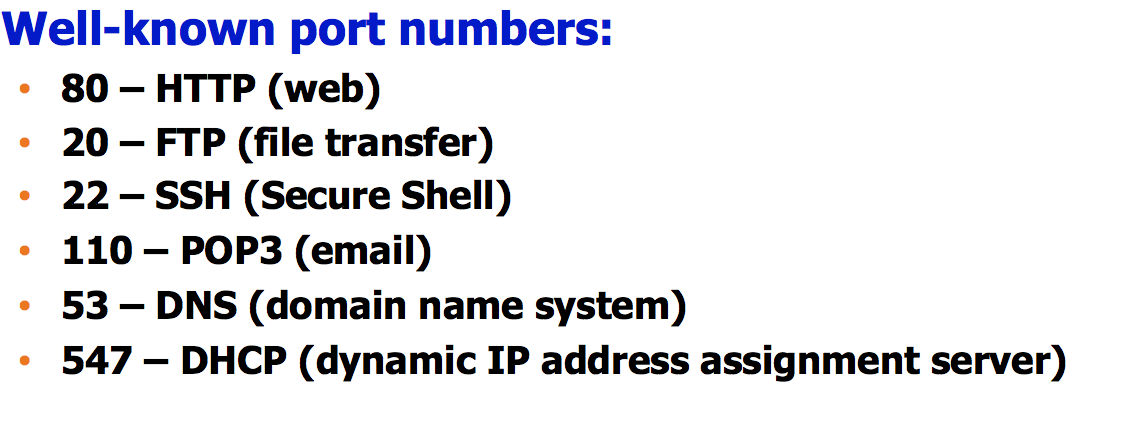 Well-known port numbers:
• 80 – HTTP (web)
• 20 – FTP (file transfer)
• 22 – SSH (Secure Shell)
• 110 – POP3 (email)
• 53 – DNS (domain name system)
• 547 – DHCP (dynamic IP address assignment server)